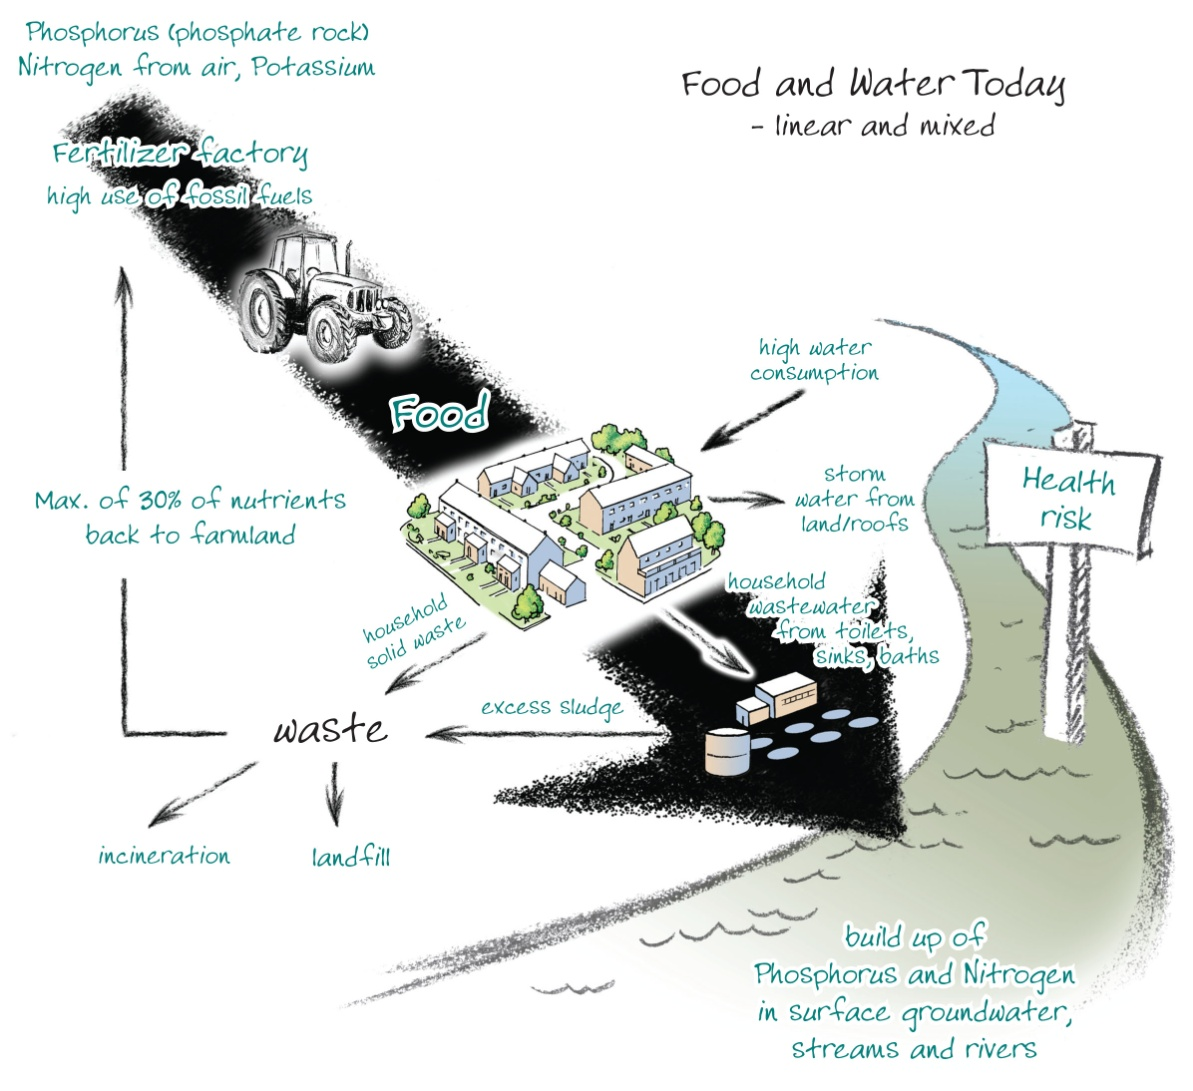 Phosphorus (phosphate rock)
Nitrogen from air, Potassium
Food and Water Today
- linear and mixed
Fertilizer factory
high use of fossil fuels
Food
high water
consumption
storm
water from
land/roofs
Health
risk
Max. of 30% of nutrients
back to farmland
household
wastewater
from toilets,
sinks, baths
household
solid waste
excess sludge
waste
incineration
landfill
build up of
Phosphorus and Nitrogen
in surface groundwater,
streams and rivers